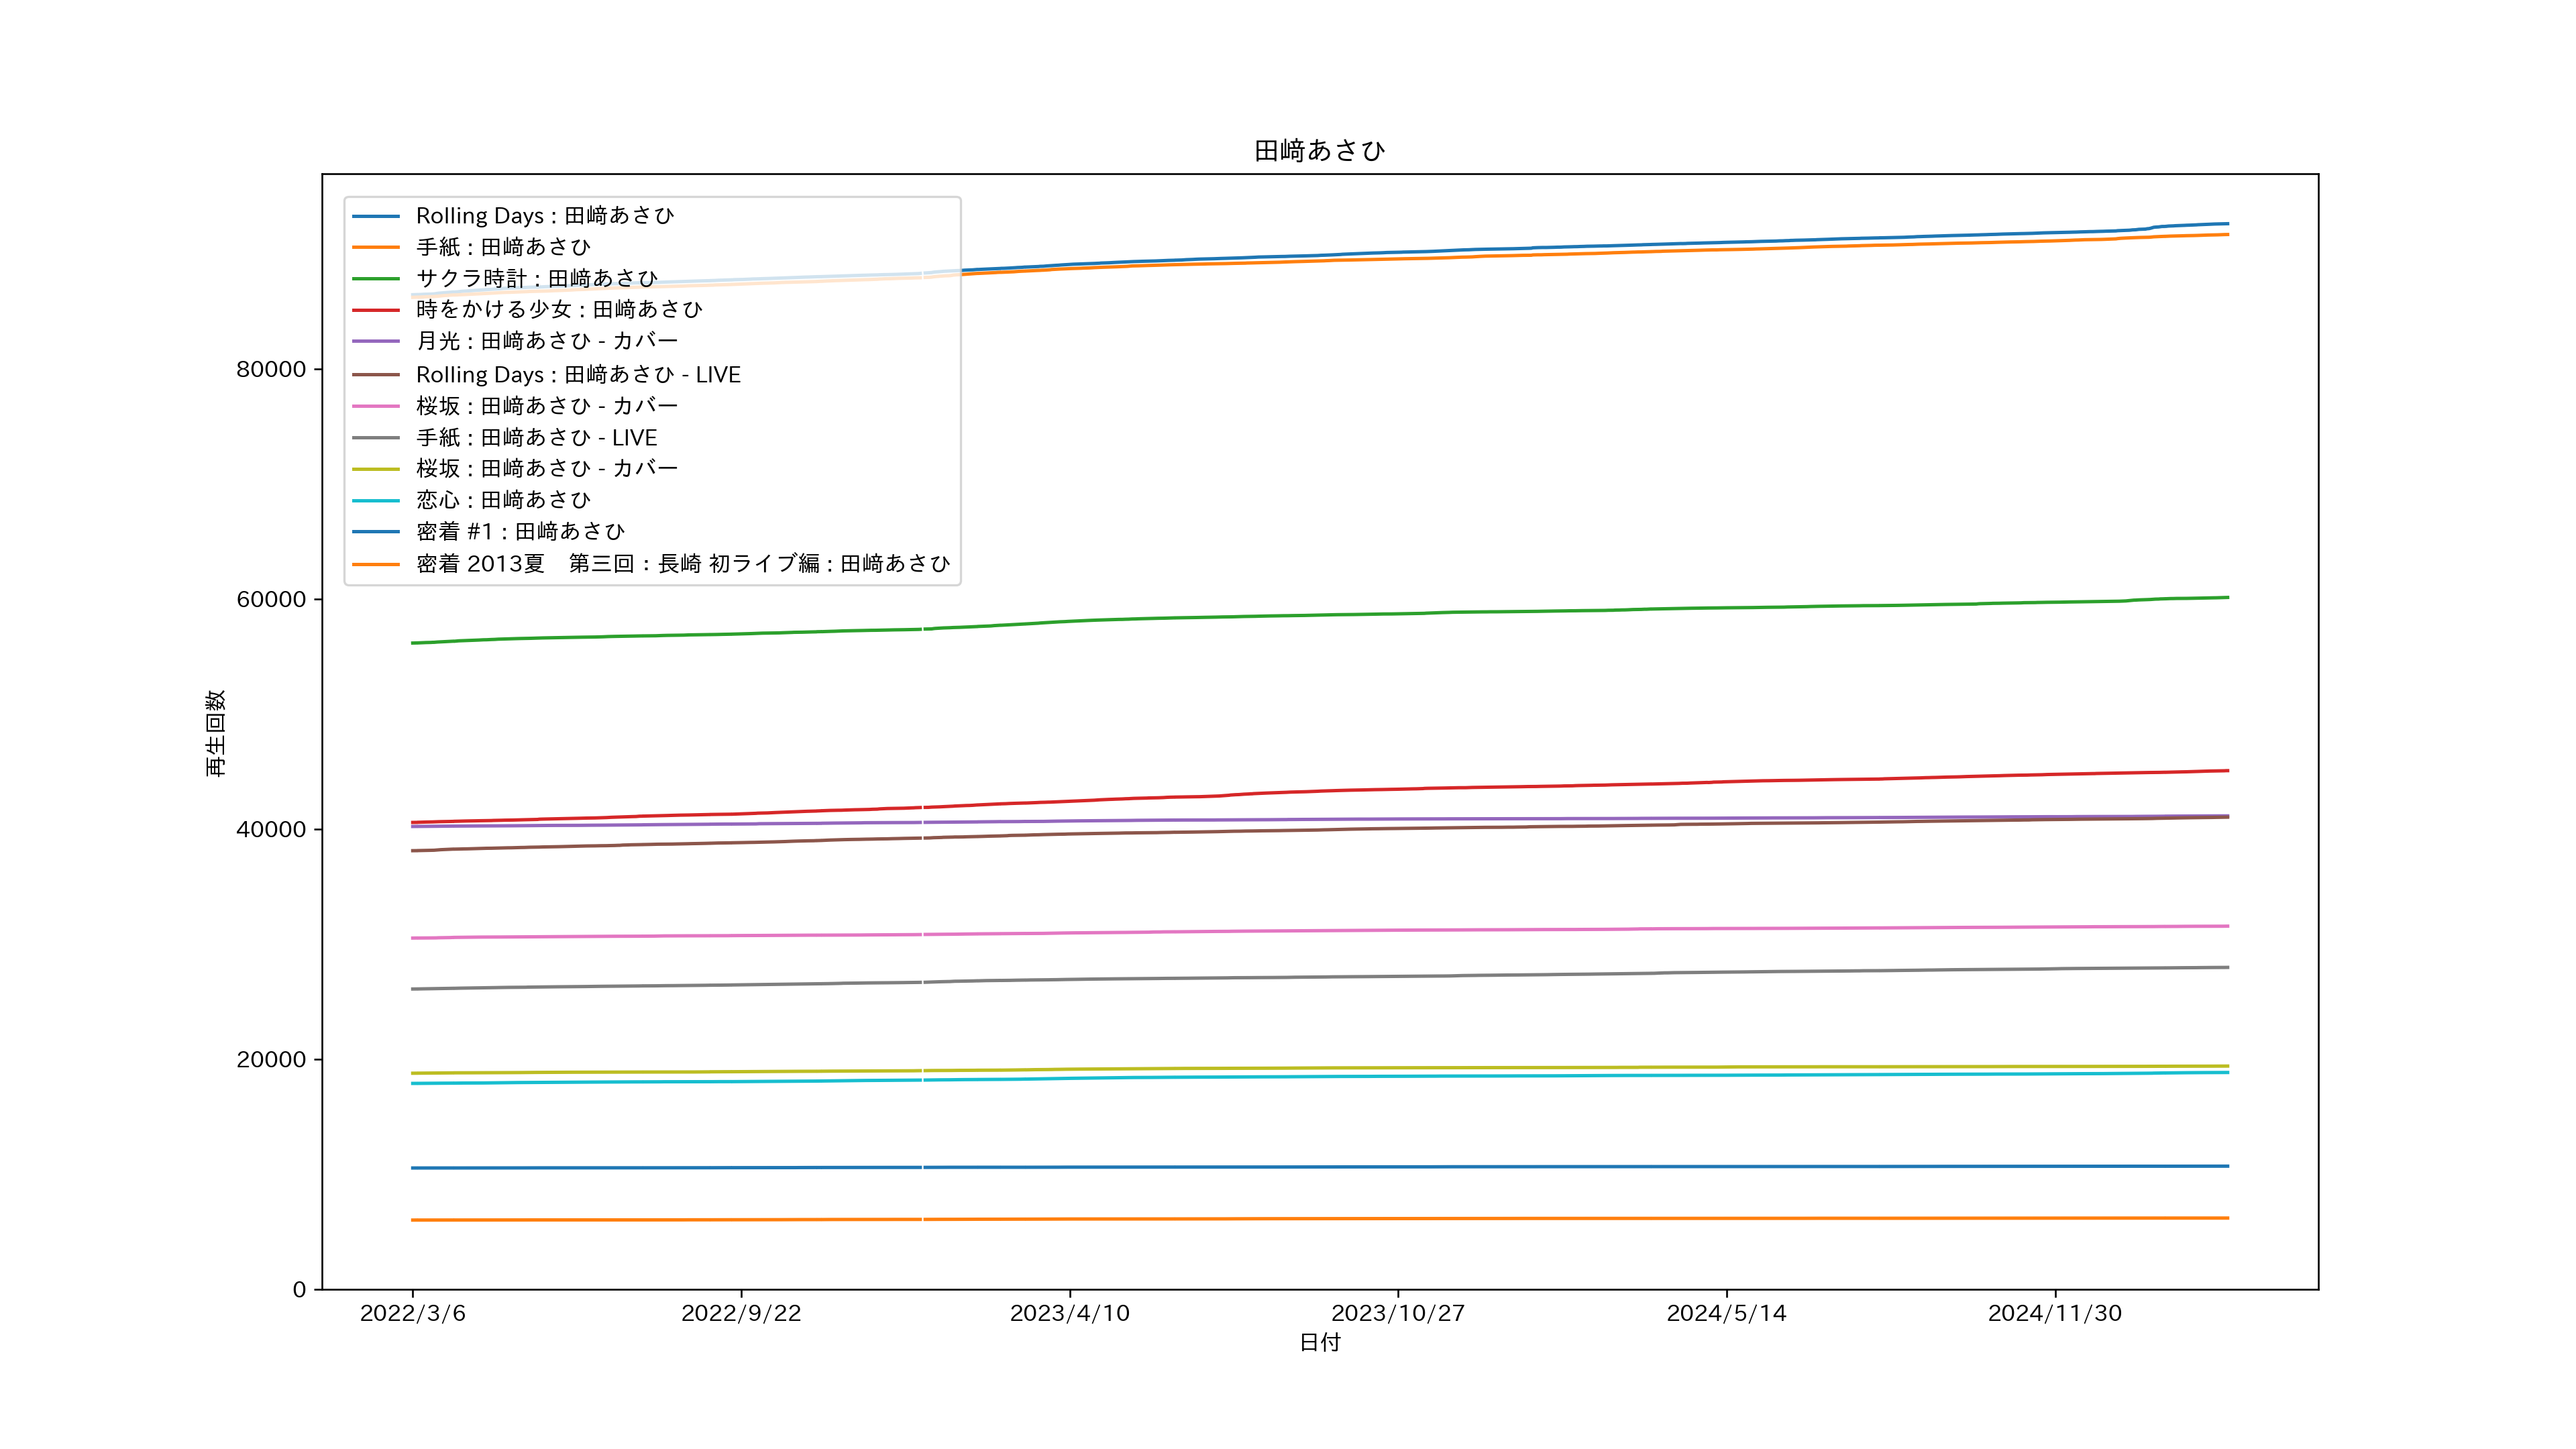 田﨑あさひ
Rolling Days : 田﨑あさひ
手紙 : 田﨑あさひ
サクラ時計 : 田﨑あさひ
時をかける少女 : 田﨑あさひ
月光 : 田﨑あさひ - カバー
Rolling Days : 田﨑あさひ - LIVE
桜坂 : 田﨑あさひ - カバー
手紙 : 田﨑あさひ - LIVE
桜坂 : 田﨑あさひ - カバー
恋心 : 田﨑あさひ
密着 #1 : 田﨑あさひ
密着 2013夏　第三回：長崎 初ライブ編 : 田﨑あさひ
80000
60000
40000
20000
0
再生回数
2022/3/6 2022/9/22 2023/4/10 2023/10/27 2024/5/14 2024/11/30
日付